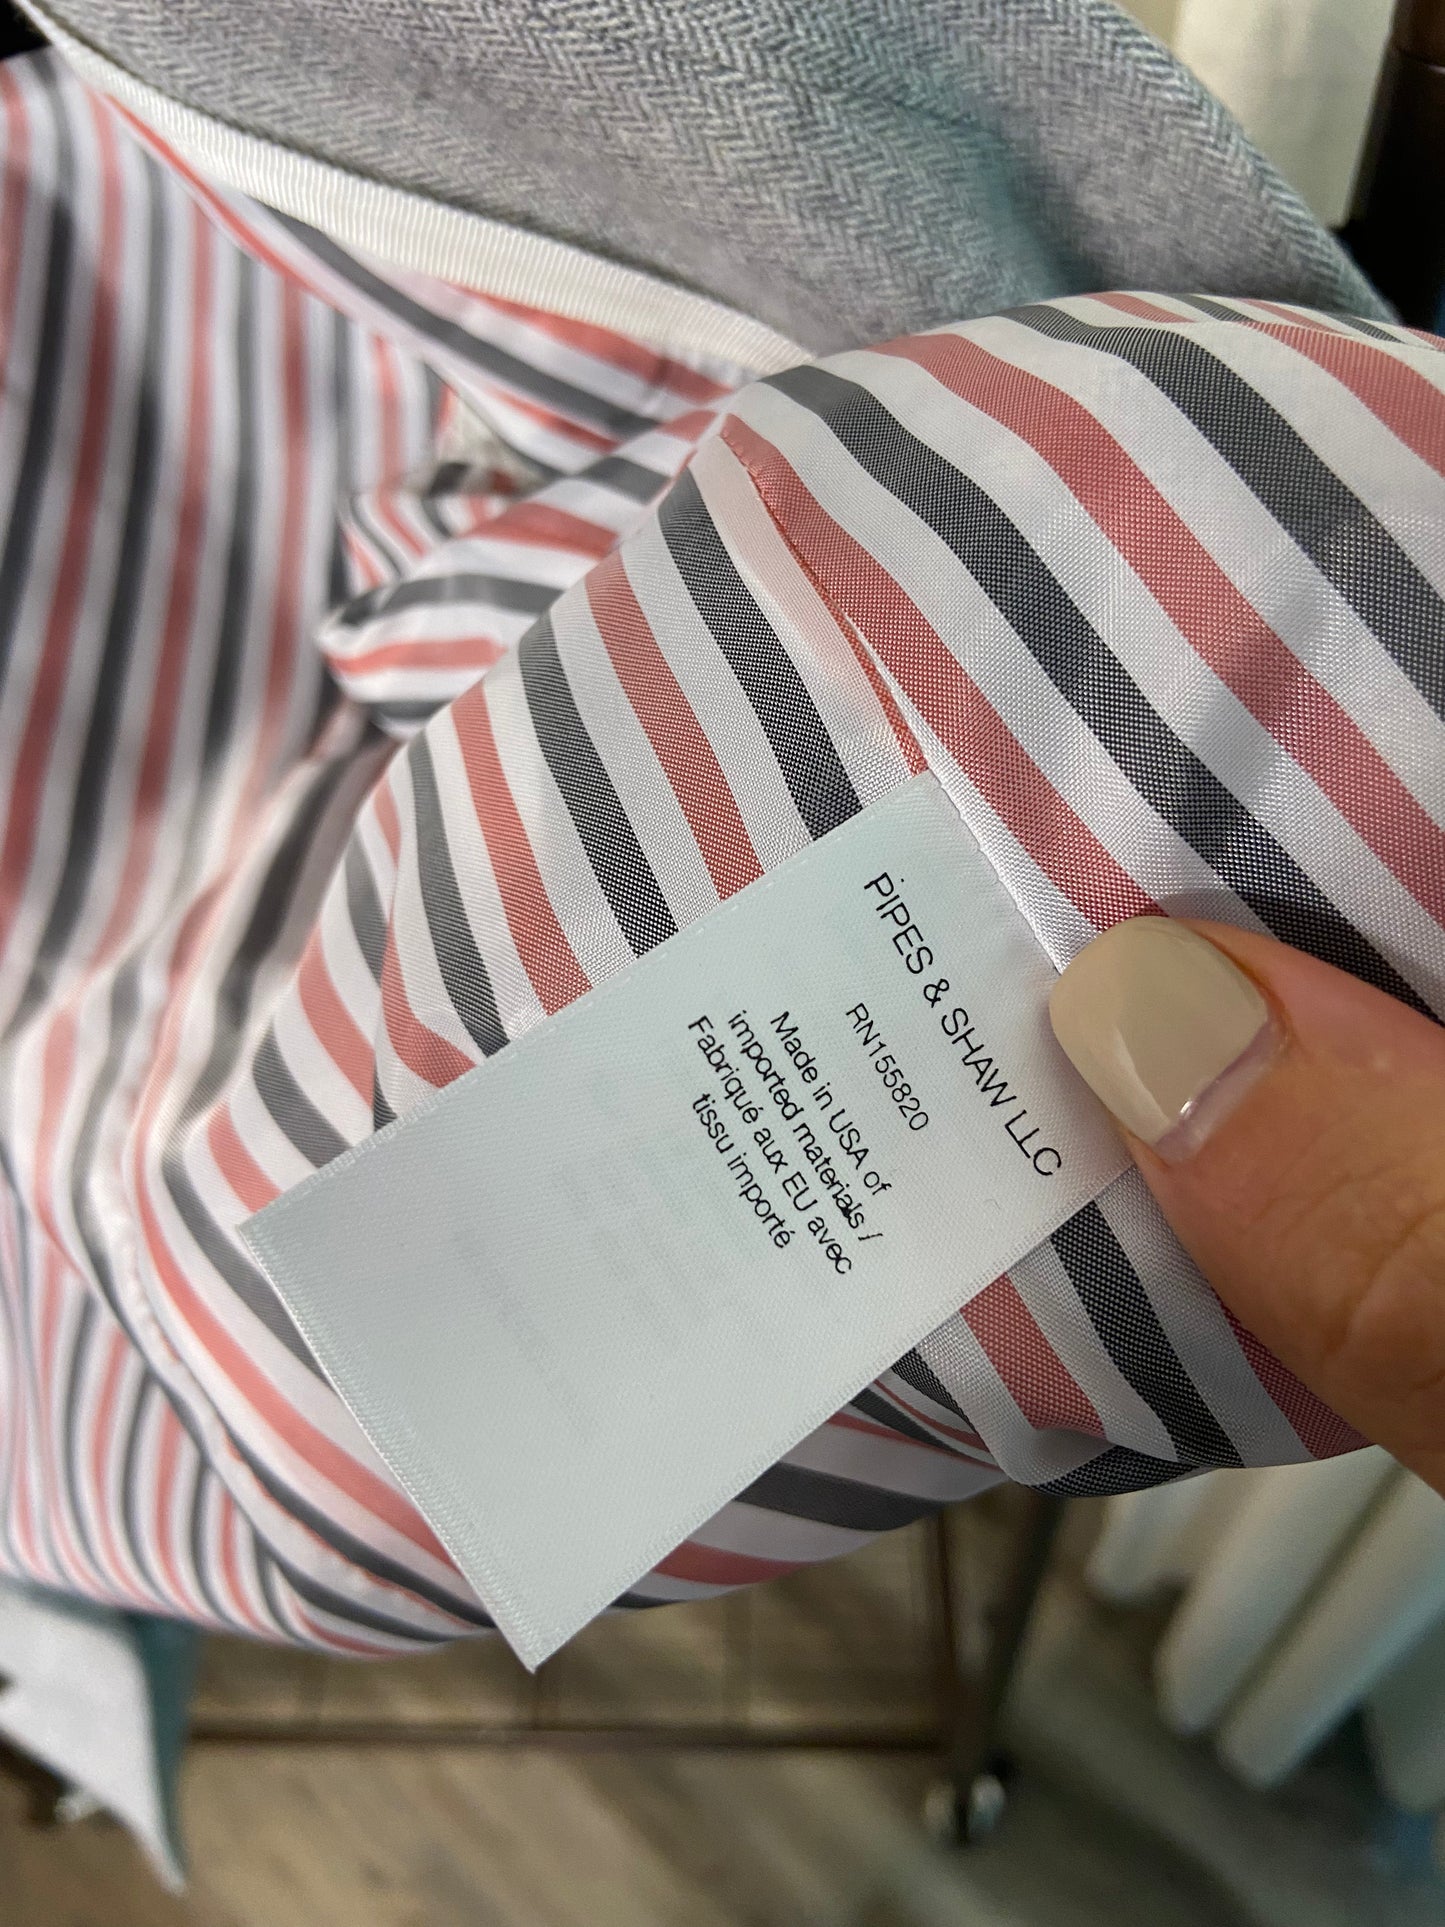 PIPES & SHAW LLC
RN155820
Made in USA of
imported materials /
Fabriqué aux EU avec
tissu importé